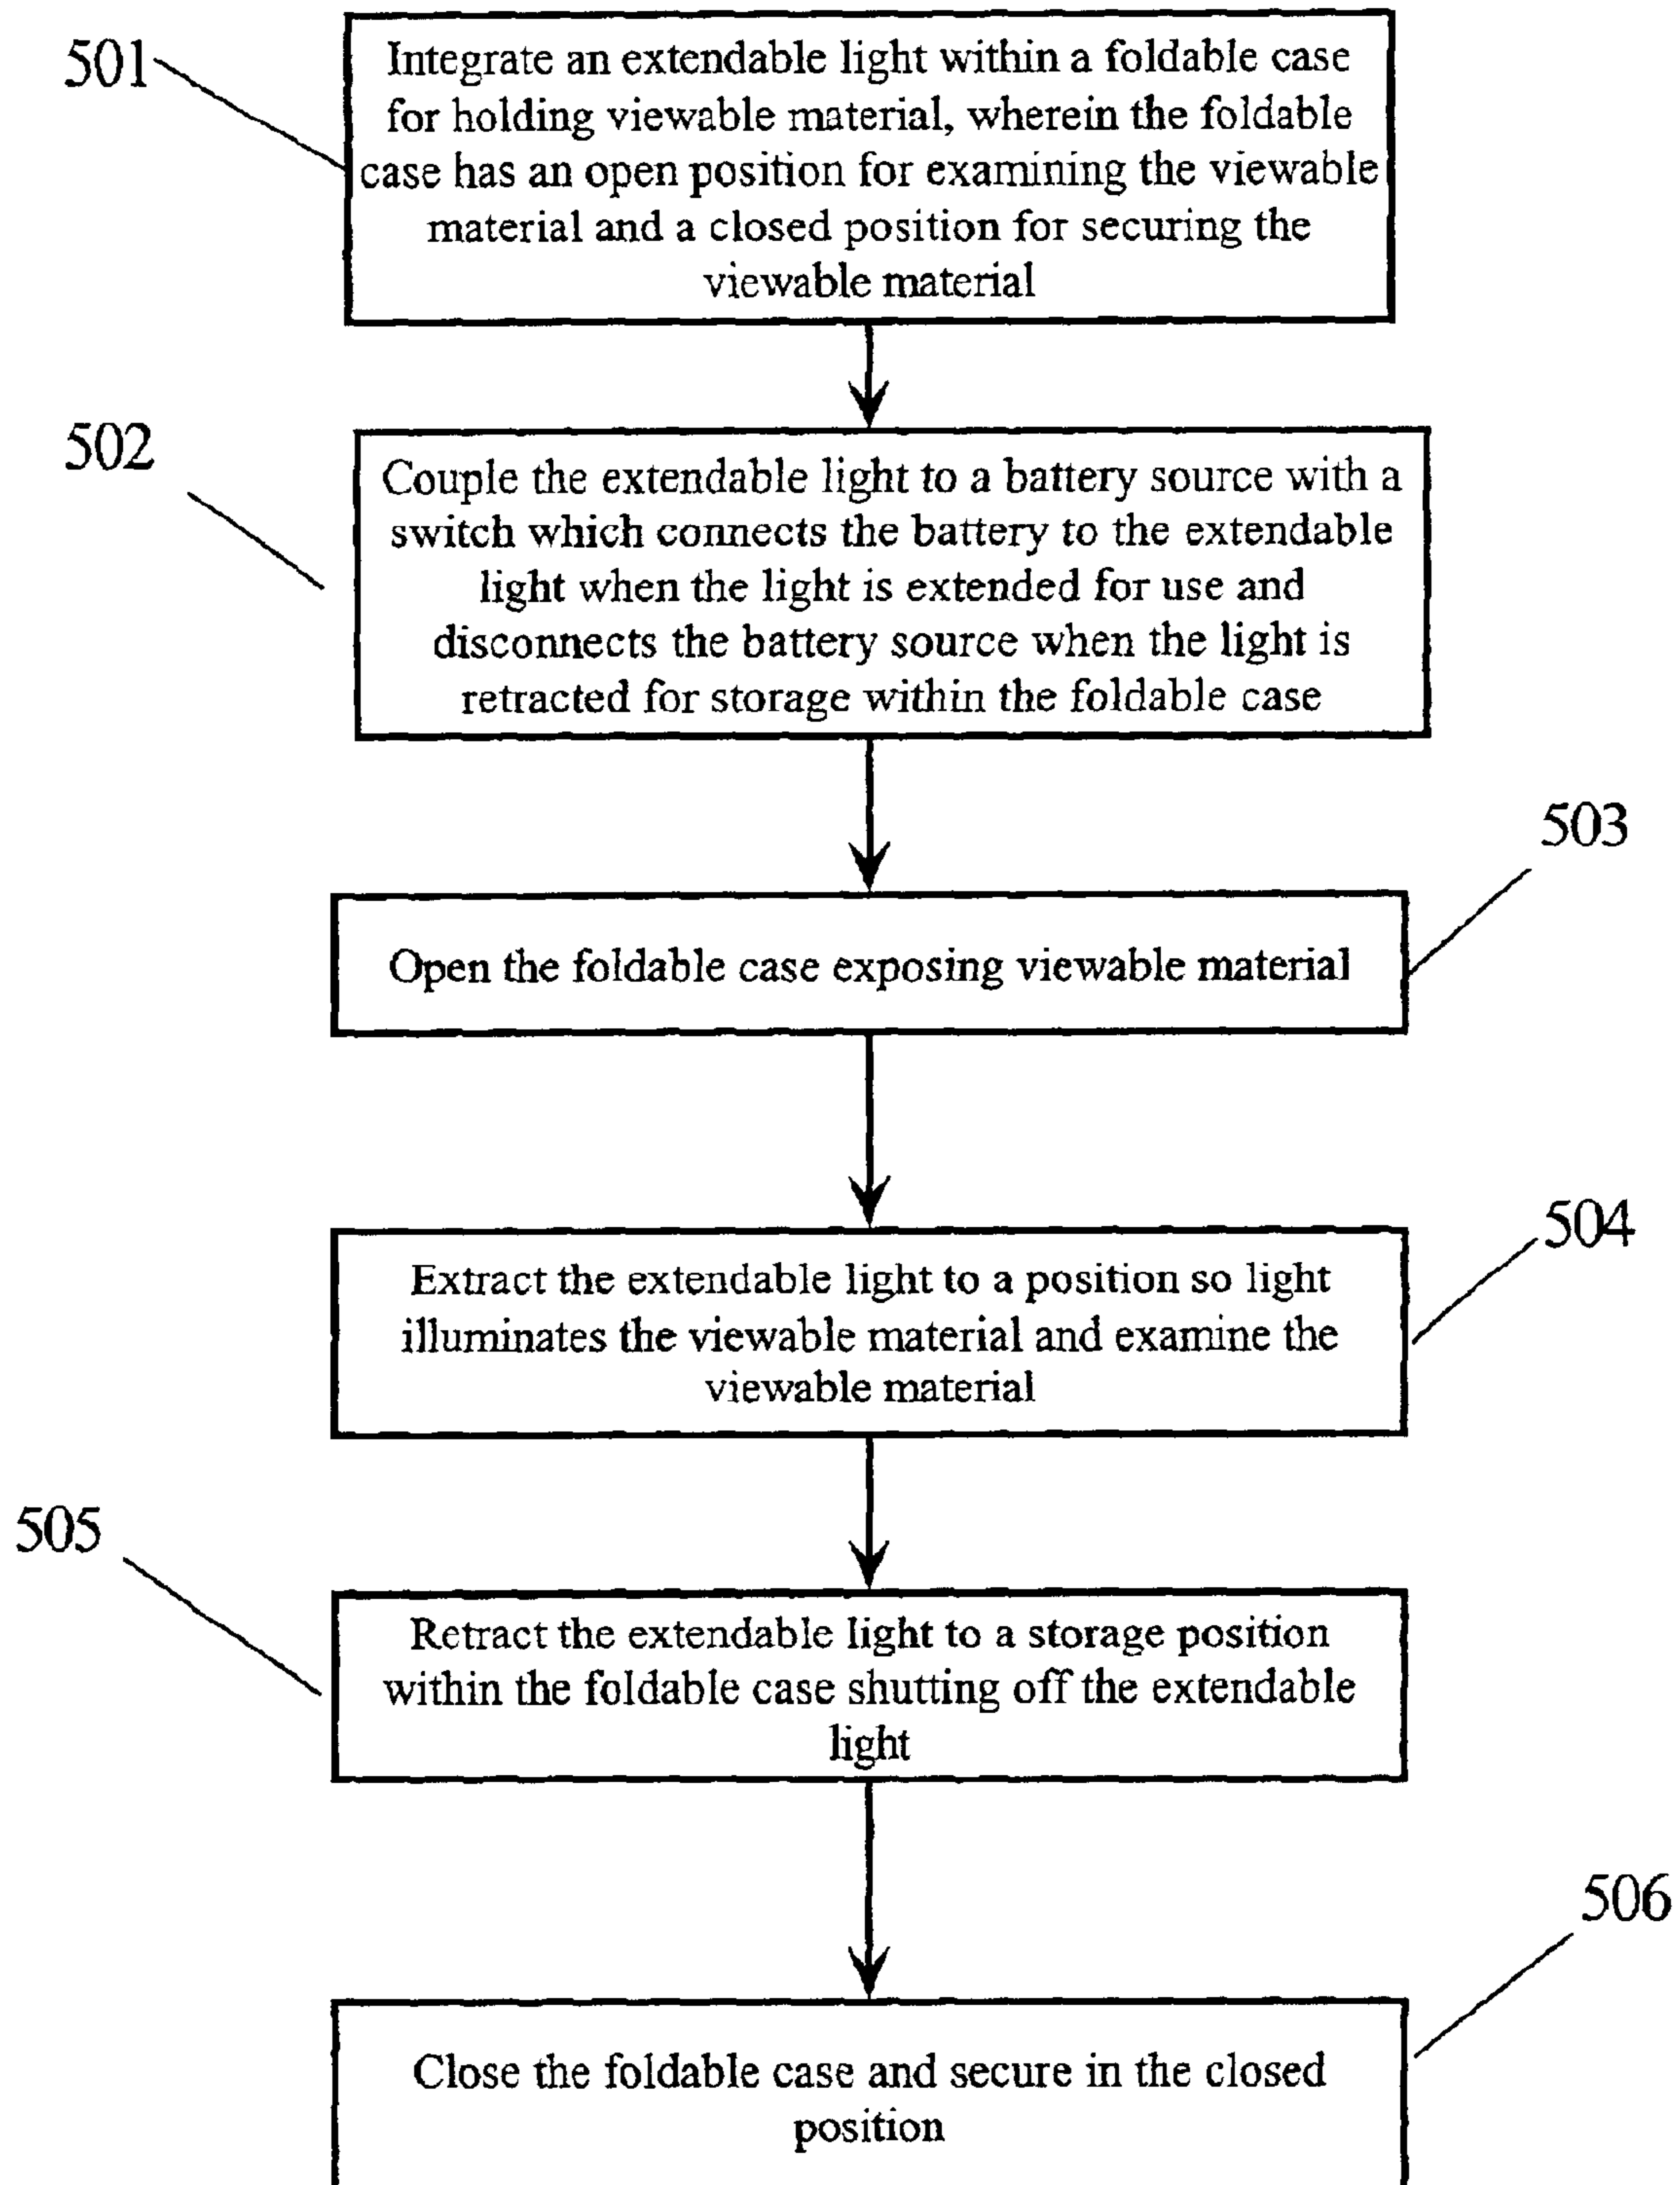 501
Integrate an extendable light within a foldable case
for holding viewable material, wherein the foldable
case has an open position for examining the viewable
material and a closed position for securing the
viewable material
502
Couple the extendable light to a battery source with a
switch which connects the battery to the extendable
light when the light is extended for use and
disconnects the battery source when the light is
retracted for storage within the foldable case
503
Open the foldable case exposing viewable material
504
Extract the extendable light to a position so light
illuminates the viewable material and examine the
viewable material
505
Retract the extendable light to a storage position
within the foldable case shutting off the extendable
light
506
Close the foldable case and secure in the closed
position